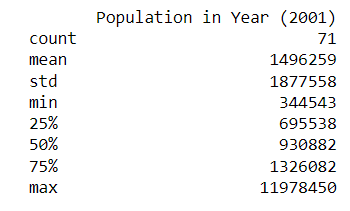 Population in Year (2001)
count 71
mean 1496259
std 1877558
min 344543
25% 695538
50% 930882
75% 1326082
max 11978450